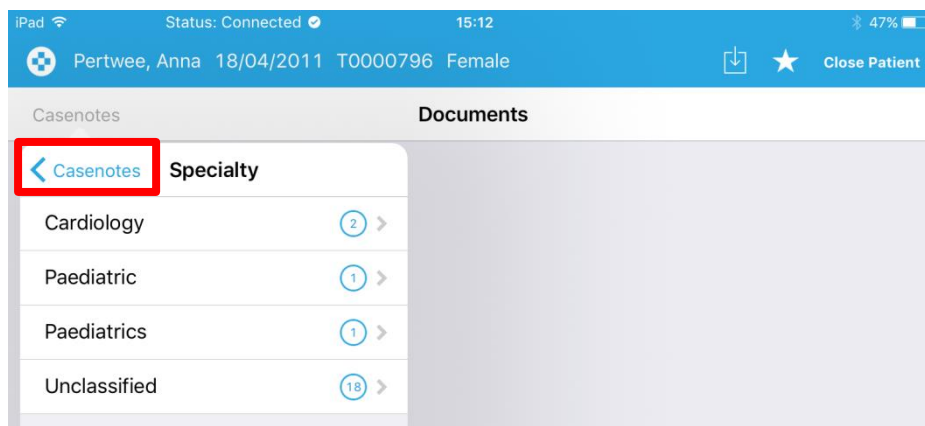 iPad Status: Connected 15:12 47%
Pertwee, Anna 18/04/2011 T0000796 Female Close Patient
Casenotes Documents
Casenotes Specialty
Cardiology 2
Paediatric 1
Paediatrics 1
Unclassified 18